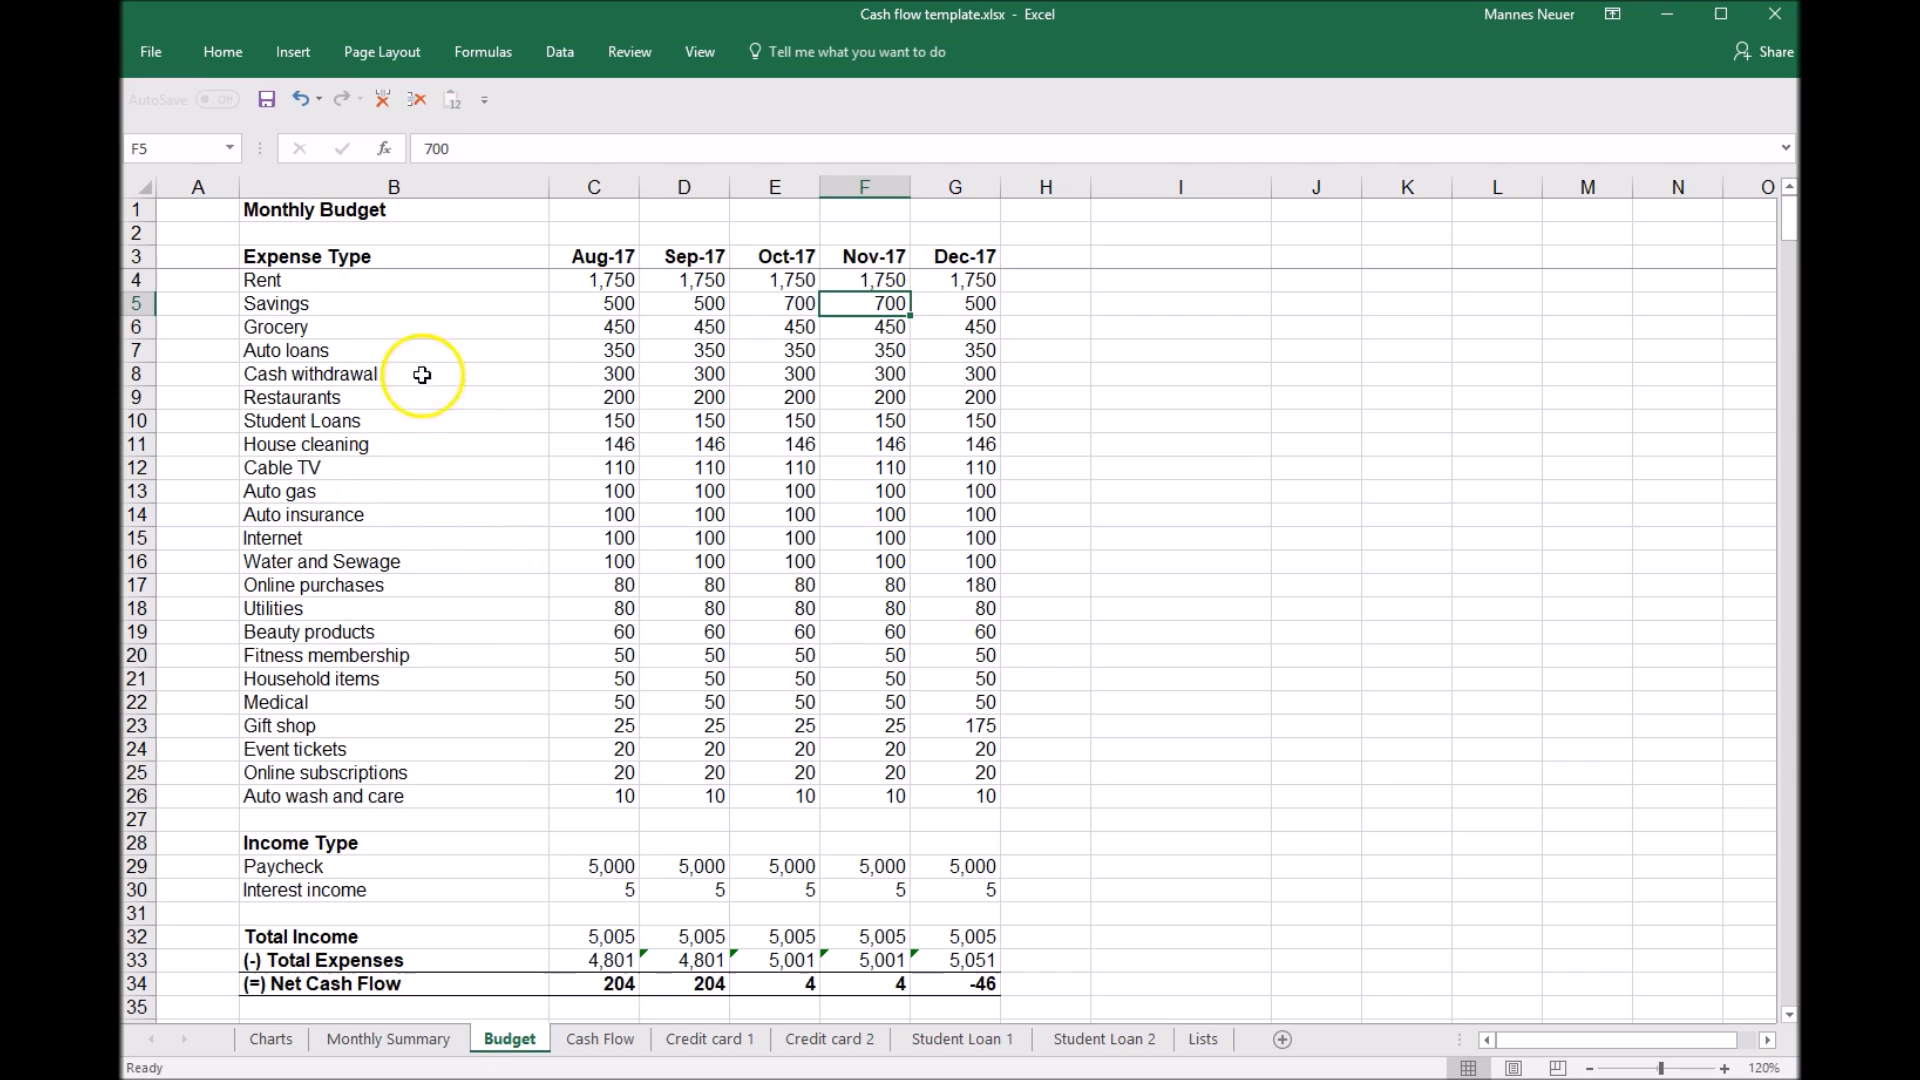 Cash flow template.xlsx - Excel
Mannes Neuer
File Home Insert Page Layout Formulas Data Review View Tell me what you want to do Share
AutoSave Off 12
F5 fx 700
A B C D E F G H I J K L M N O
1 Monthly Budget
2
3 Expense Type Aug-17 Sep-17 Oct-17 Nov-17 Dec-17
4 Rent 1,750 1,750 1,750 1,750 1,750
5 Savings 500 500 700 700 500
6 Grocery 450 450 450 450 450
7 Auto loans 350 350 350 350 350
8 Cash withdrawal 300 300 300 300 300
9 Restaurants 200 200 200 200 200
10 Student Loans 150 150 150 150 150
11 House cleaning 146 146 146 146 146
12 Cable TV 110 110 110 110 110
13 Auto gas 100 100 100 100 100
14 Auto insurance 100 100 100 100 100
15 Internet 100 100 100 100 100
16 Water and Sewage 100 100 100 100 100
17 Online purchases 80 80 80 80 180
18 Utilities 80 80 80 80 80
19 Beauty products 60 60 60 60 60
20 Fitness membership 50 50 50 50 50
21 Household items 50 50 50 50 50
22 Medical 50 50 50 50 50
23 Gift shop 25 25 25 25 175
24 Event tickets 20 20 20 20 20
25 Online subscriptions 20 20 20 20 20
26 Auto wash and care 10 10 10 10 10
27
28 Income Type
29 Paycheck 5,000 5,000 5,000 5,000 5,000
30 Interest income 5 5 5 5 5
31
32 Total Income 5,005 5,005 5,005 5,005 5,005
33 (-) Total Expenses 4,801 4,801 5,001 5,001 5,051
34 (=) Net Cash Flow 204 204 4 4 -46
35
Charts Monthly Summary Budget Cash Flow Credit card 1 Credit card 2 Student Loan 1 Student Loan 2 Lists
Ready 120%